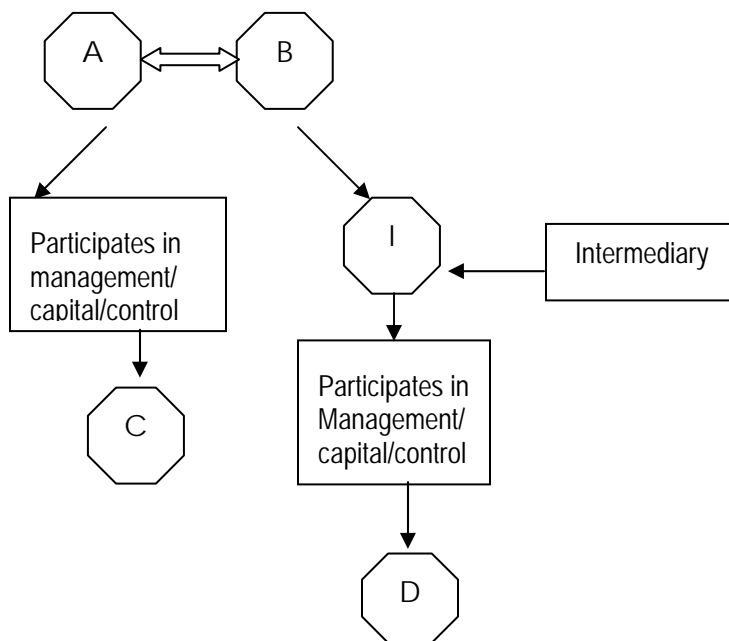 A
B
Participates in
management/
capital/control
I
Intermediary
Participates in
Management/
capital/control
C
D